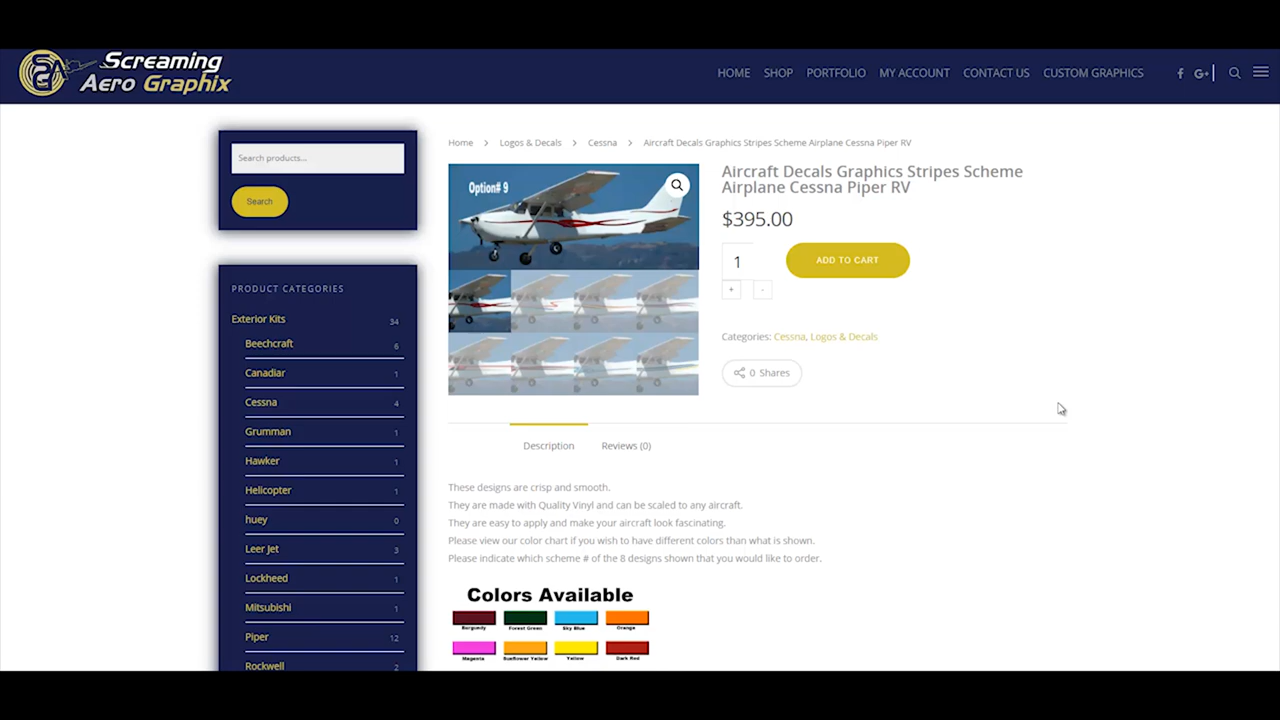 Screaming
Aero Graphix
HOME SHOP PORTFOLIO MY ACCOUNT CONTACT US CUSTOM GRAPHICS
Search products...
Search
PRODUCT CATEGORIES
Exterior Kits 34
Beechcraft 6
Canadiar 1
Cessna 4
Grumman 1
Hawker 1
Helicopter 1
huey 0
Leer Jet 3
Lockheed 1
Mitsubishi 1
Piper 12
Rockwell 2
Home > Logos & Decals > Cessna > Aircraft Decals Graphics Stripes Scheme Airplane Cessna Piper RV
Option# 9
Aircraft Decals Graphics Stripes Scheme
Airplane Cessna Piper RV
$395.00
1
ADD TO CART
+ -
Categories: Cessna, Logos & Decals
0 Shares
Description Reviews (0)
These designs are crisp and smooth.
They are made with Quality Vinyl and can be scaled to any aircraft.
They are easy to apply and make your aircraft look fascinating.
Please view our color chart if you wish to have different colors than what is shown.
Please indicate which scheme # of the 8 designs shown that you would like to order.
Colors Available
Burgundy Forest Green Sky Blue Orange
Magenta Sunflower Yellow Yellow Dark Red